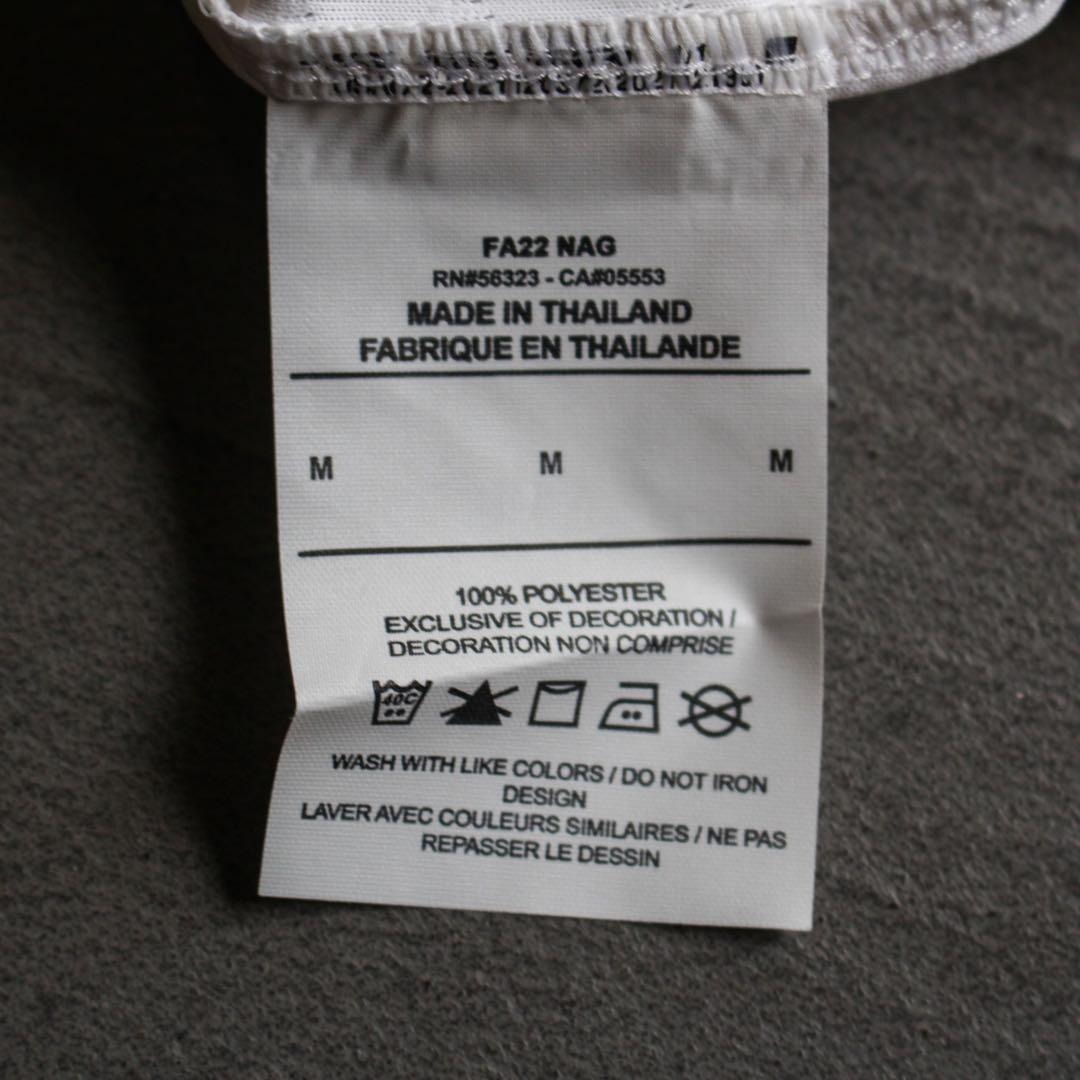 FA22 NAG
RN#56323 - CA#05553
MADE IN THAILAND
FABRIQUE EN THAILANDE
M M M
100% POLYESTER
EXCLUSIVE OF DECORATION /
DECORATION NON COMPRISE
40C
WASH WITH LIKE COLORS / DO NOT IRON
DESIGN
LAVER AVEC COULEURS SIMILAIRES / NE PAS
REPASSER LE DESSIN